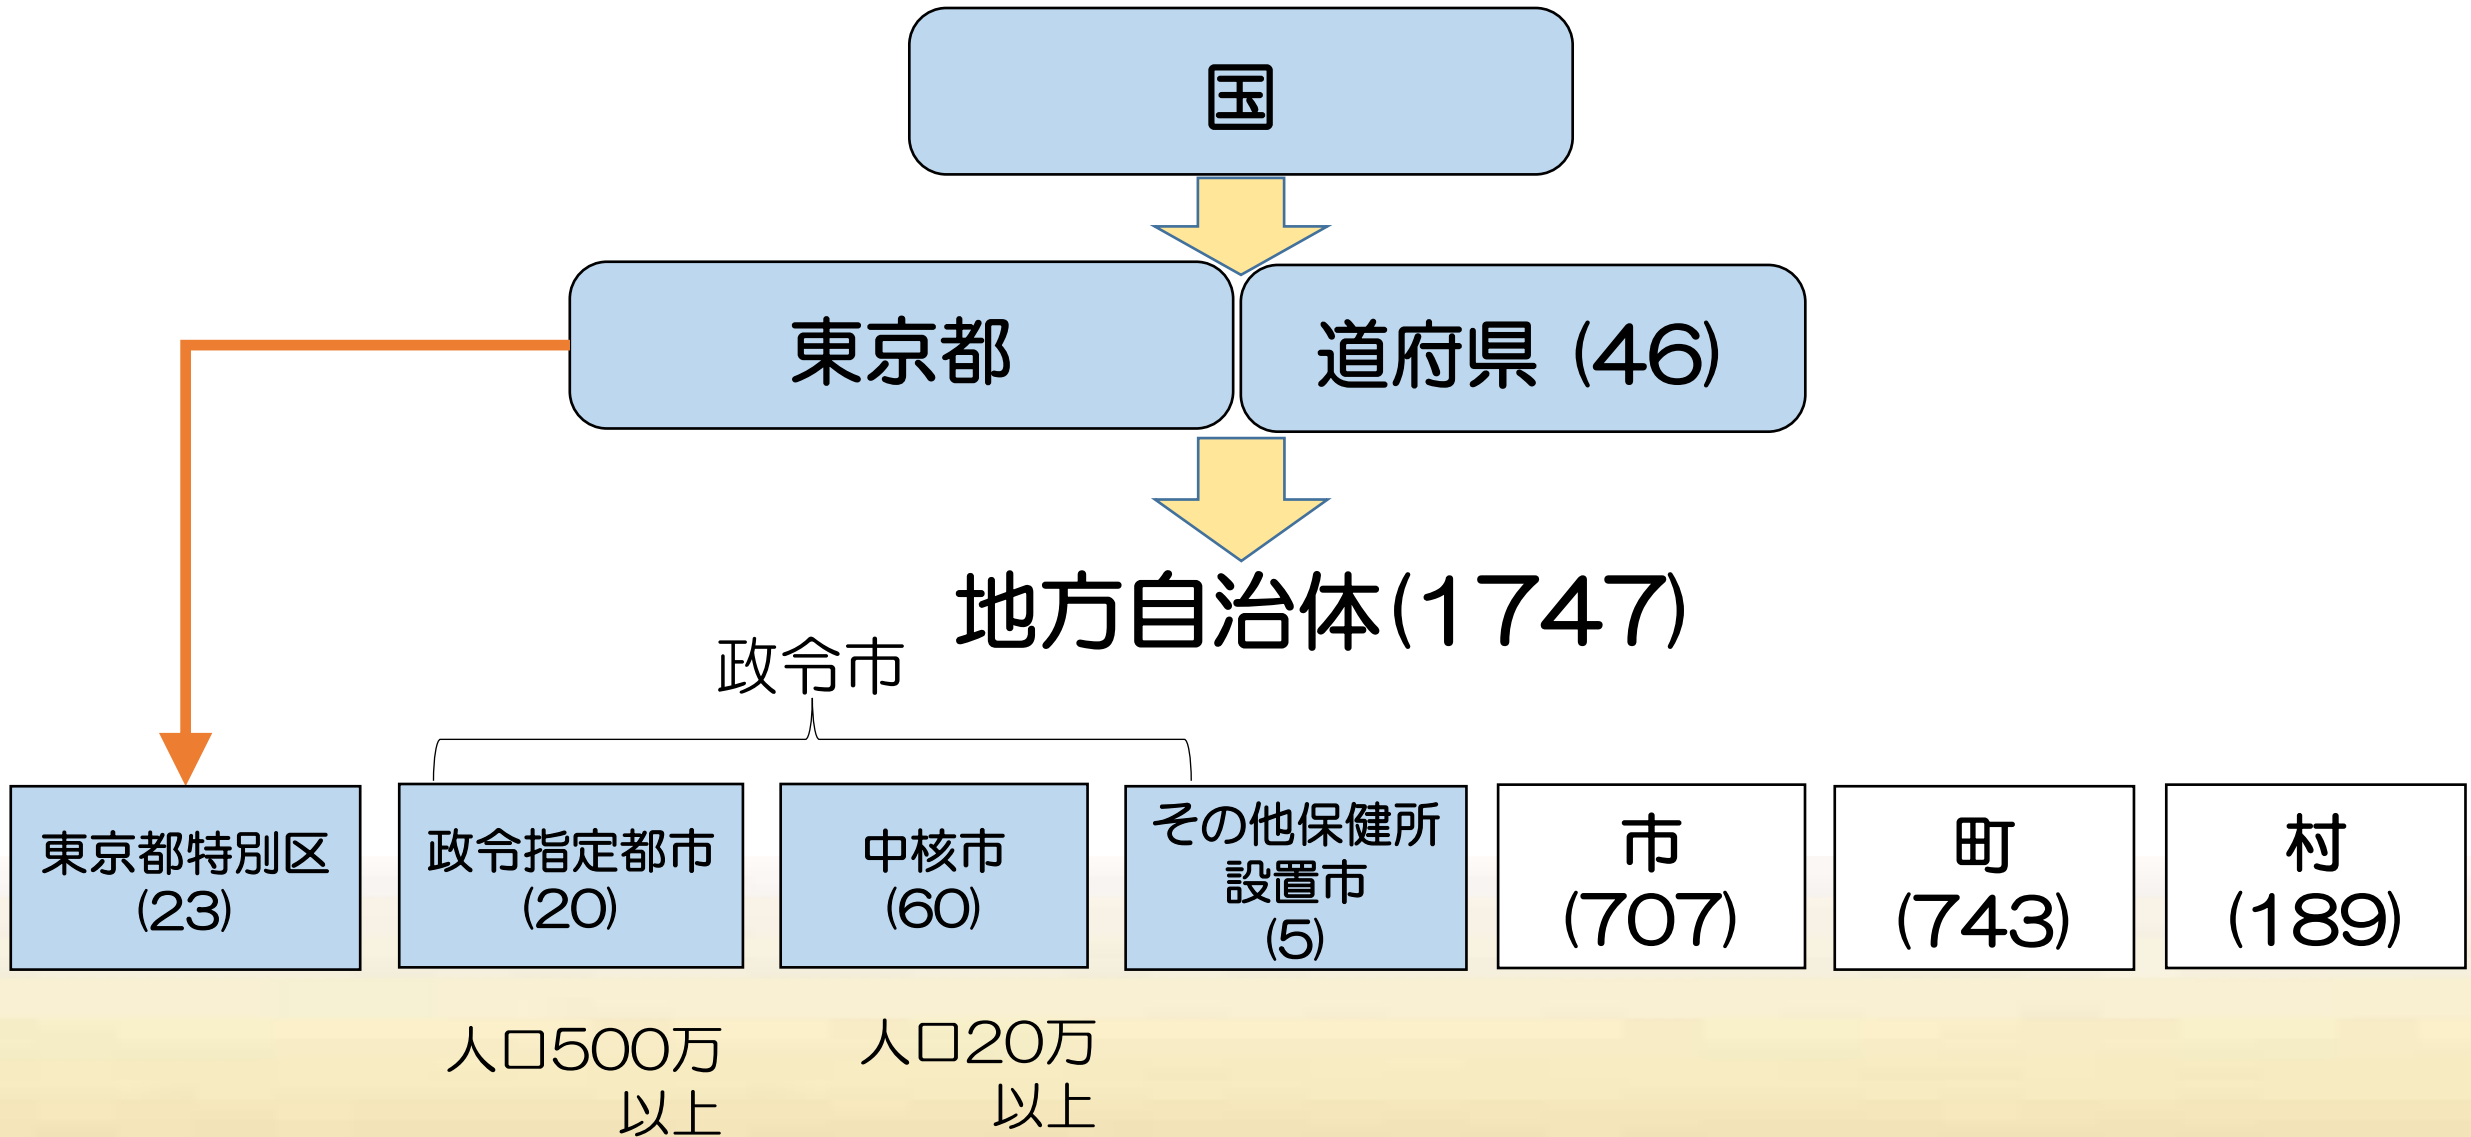 国
東京都
道府県 (46)
地方自治体(1747)
政令市
東京都特別区
(23)
政令指定都市
(20)
中核市
(60)
その他保健所
設置市
(5)
市
(707)
町
(743)
村
(189)
人口500万
以上
人口20万
以上